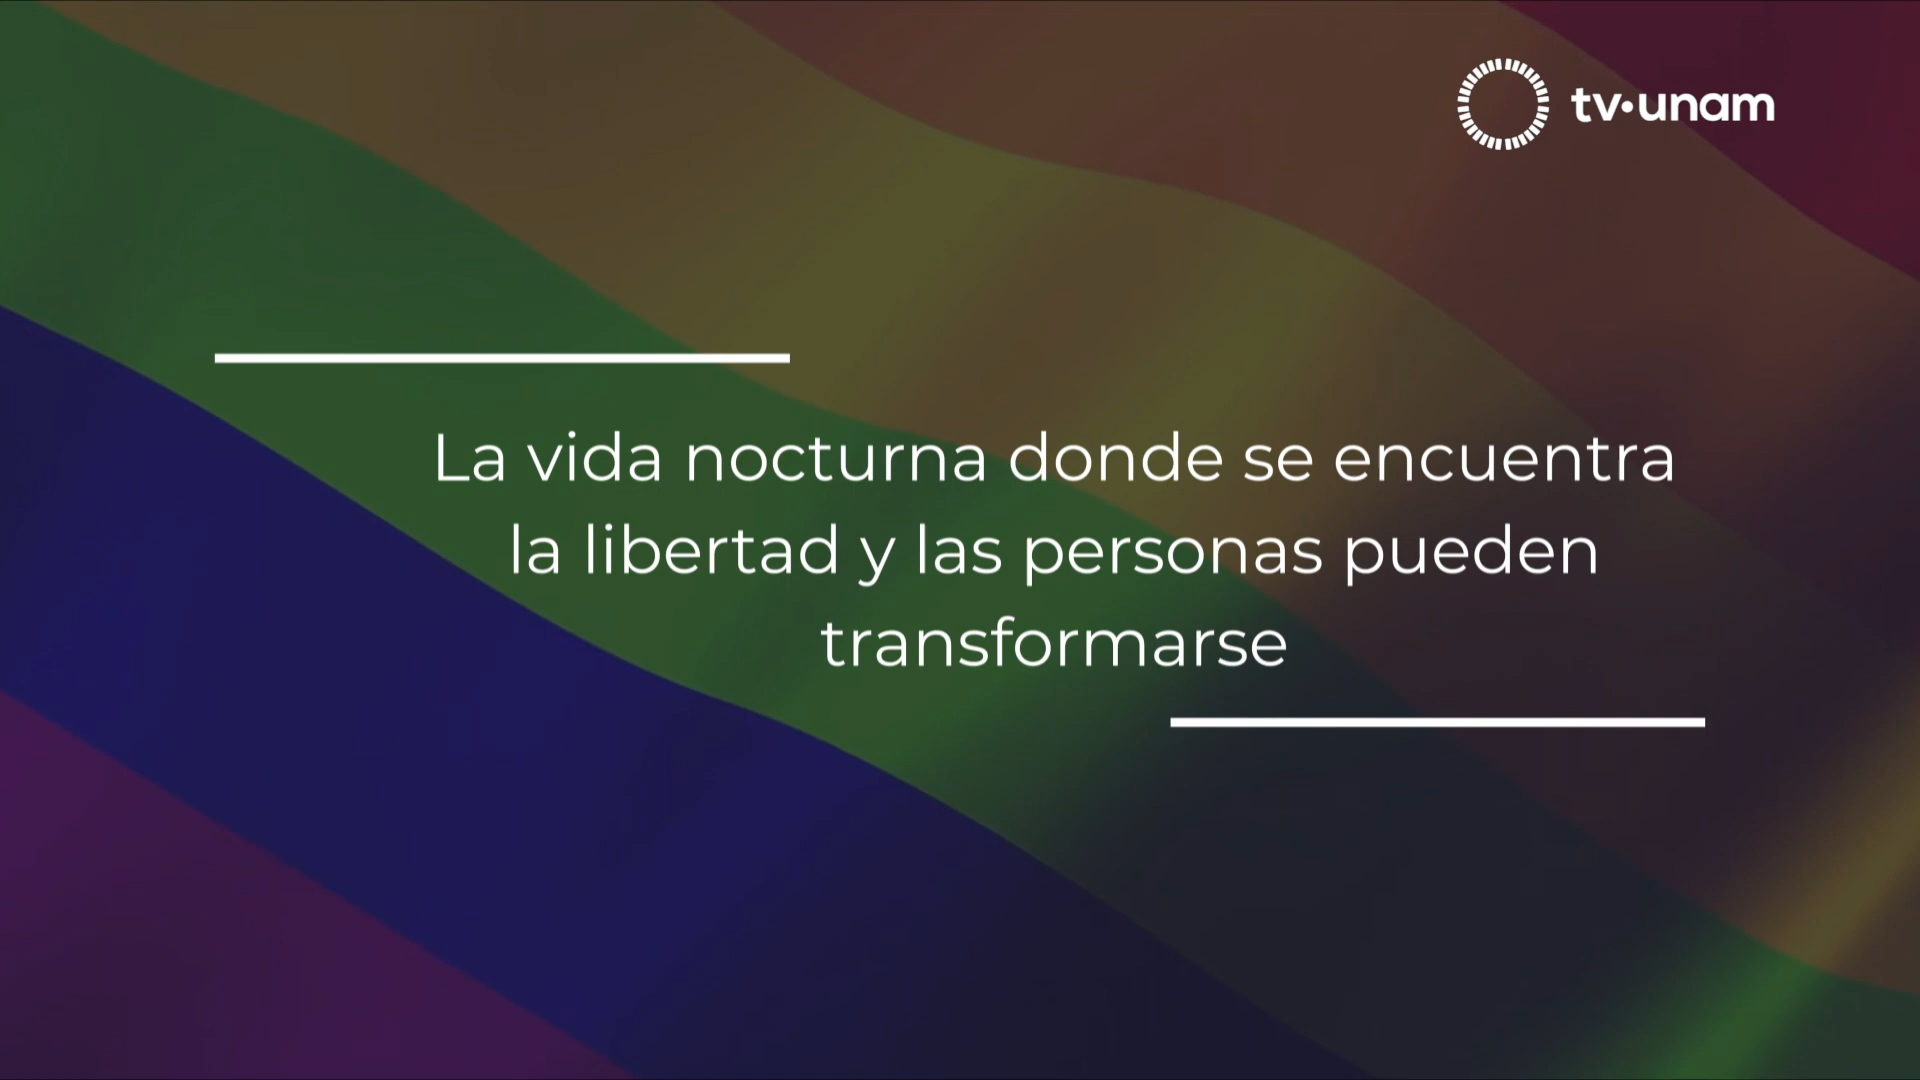 tv•unam
La vida nocturna donde se encuentra
la libertad y las personas pueden
transformarse